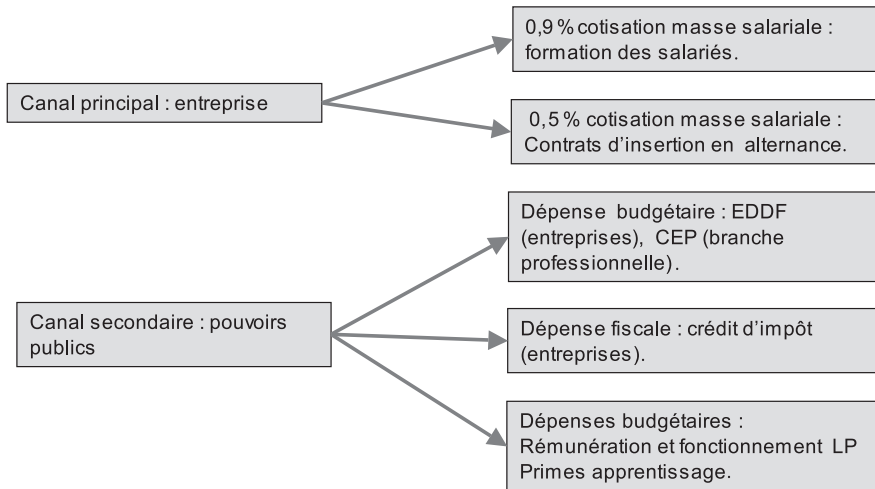 0,9 % cotisation masse salariale :
formation des salariés.
Canal principal : entreprise
0,5 % cotisation masse salariale :
Contrats d'insertion en alternance.
Dépense budgétaire : EDDF
(entreprises), CEP (branche
professionnelle).
Canal secondaire : pouvoirs
publics
Dépense fiscale : crédit d'impôt
(entreprises).
Dépenses budgétaires :
Rémunération et fonctionnement LP
Primes apprentissage.